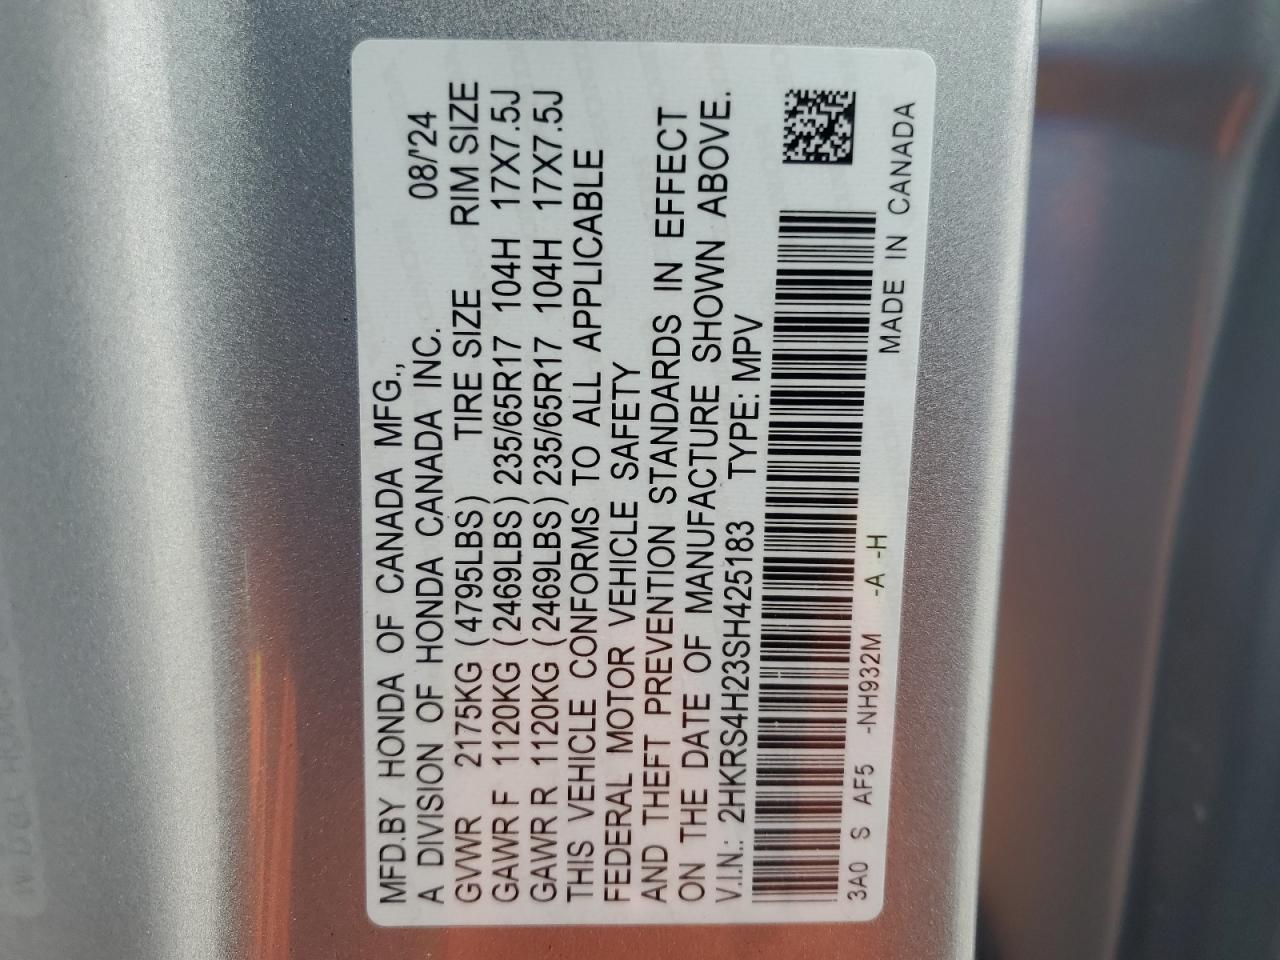 MFD.BY HONDA OF CANADA MFG.,
A DIVISION OF HONDA CANADA INC. 08/'24
GVWR 2175KG (4795LBS) TIRE SIZE RIM SIZE
GAWR F 1120KG (2469LBS) 235/65R17 104H 17X7.5J
GAWR R 1120KG (2469LBS) 235/65R17 104H 17X7.5J
THIS VEHICLE CONFORMS TO ALL APPLICABLE
FEDERAL MOTOR VEHICLE SAFETY
AND THEFT PREVENTION STANDARDS IN EFFECT
ON THE DATE OF MANUFACTURE SHOWN ABOVE.
V.I.N.: 2HKRS4H23SH425183 TYPE: MPV
3A0 S AF5 -NH932M -A -H
MADE IN CANADA